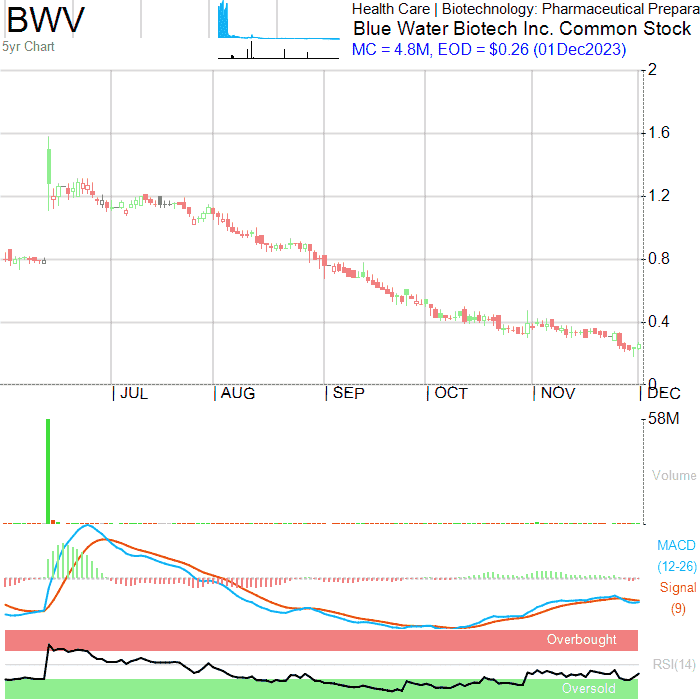 BWV
5yr Chart
Health Care | Biotechnology: Pharmaceutical Prepara
Blue Water Biotech Inc. Common Stock
MC = 4.8M, EOD = $0.26 (01Dec2023)
2
1.6
1.2
0.8
0.4
0
JUL AUG SEP OCT NOV DEC
58M
Volume
MACD
(12-26)
Signal
(9)
Overbought
RSI(14)
Oversold